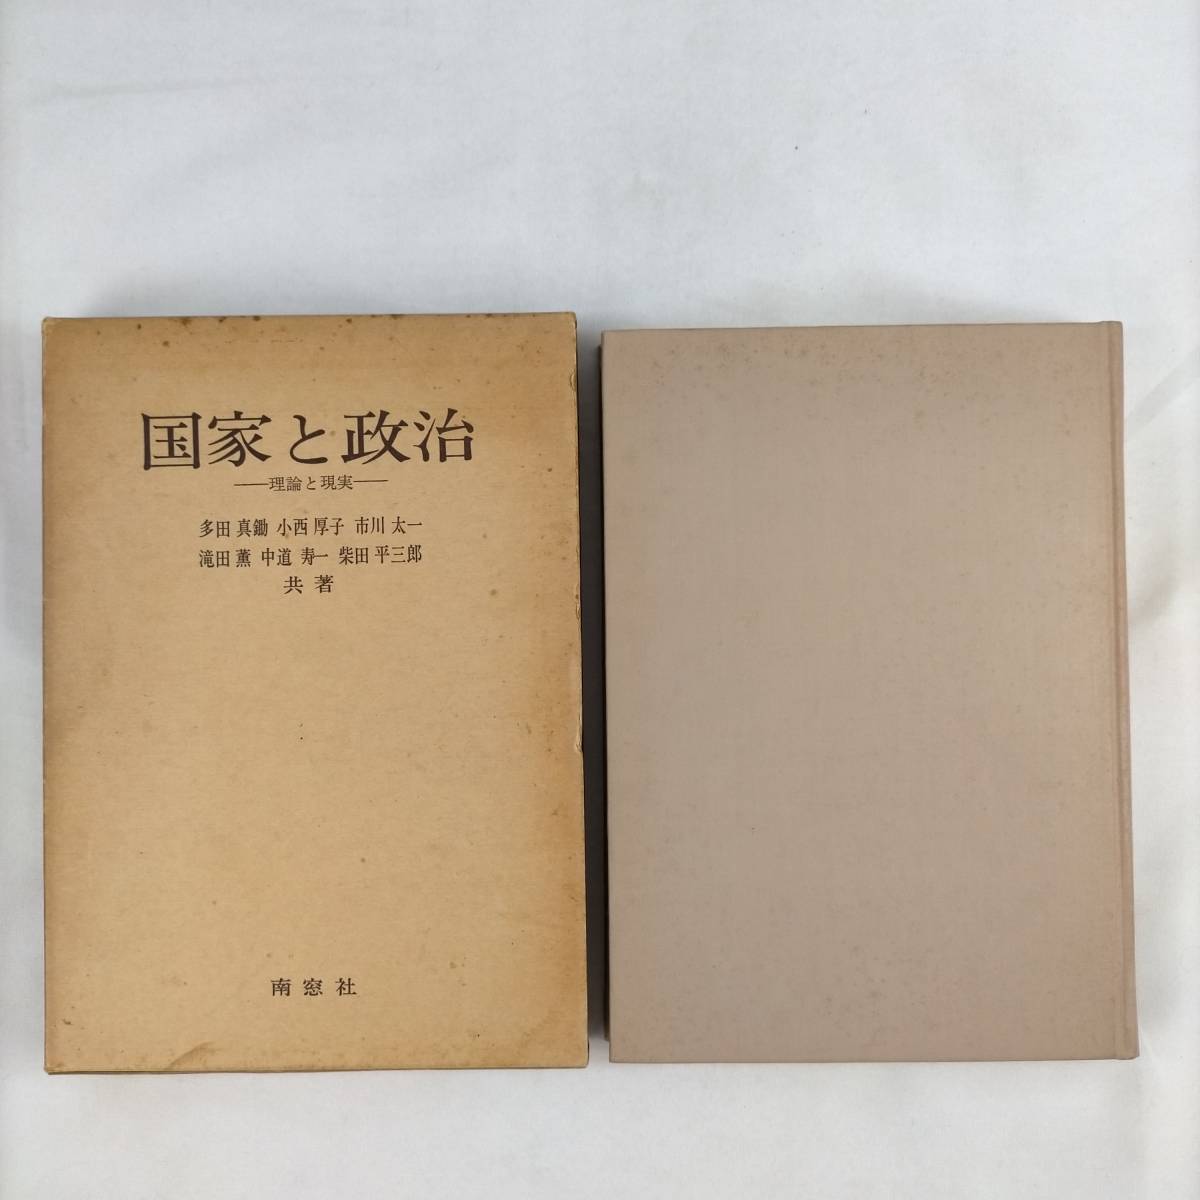 国家と政治
——理論と現実——
多田 真鋤 小西 厚子 市川 太一
滝田 薫 中道 寿一 柴田 平三郎
共著
南窓社